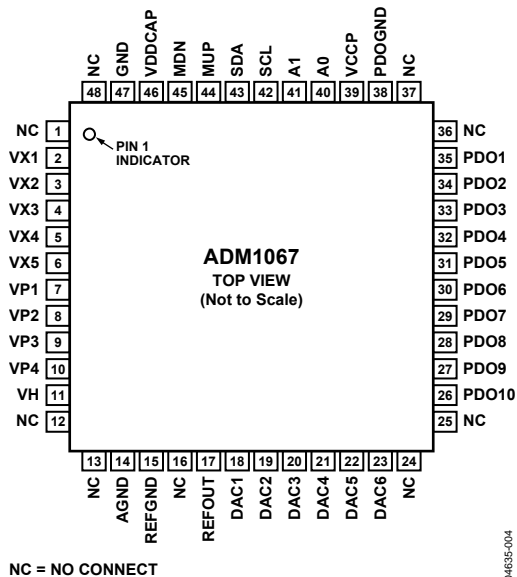 NC
GND
VDDCAP
MDN
MUP
SDA
SCL
A1
A0
VCCP
PDOGND
NC
48
47
46
45
44
43
42
41
40
39
38
37
NC 1
VX1 2
VX2 3
VX3 4
VX4 5
VX5 6
VP1 7
VP2 8
VP3 9
VP4 10
VH 11
NC 12
PIN 1
INDICATOR
ADM1067
TOP VIEW
(Not to Scale)
36 NC
35 PDO1
34 PDO2
33 PDO3
32 PDO4
31 PDO5
30 PDO6
29 PDO7
28 PDO8
27 PDO9
26 PDO10
25 NC
13
14
15
16
17
18
19
20
21
22
23
24
NC
AGND
REFGND
NC
REFOUT
DAC1
DAC2
DAC3
DAC4
DAC5
DAC6
NC
NC = NO CONNECT
04635-004